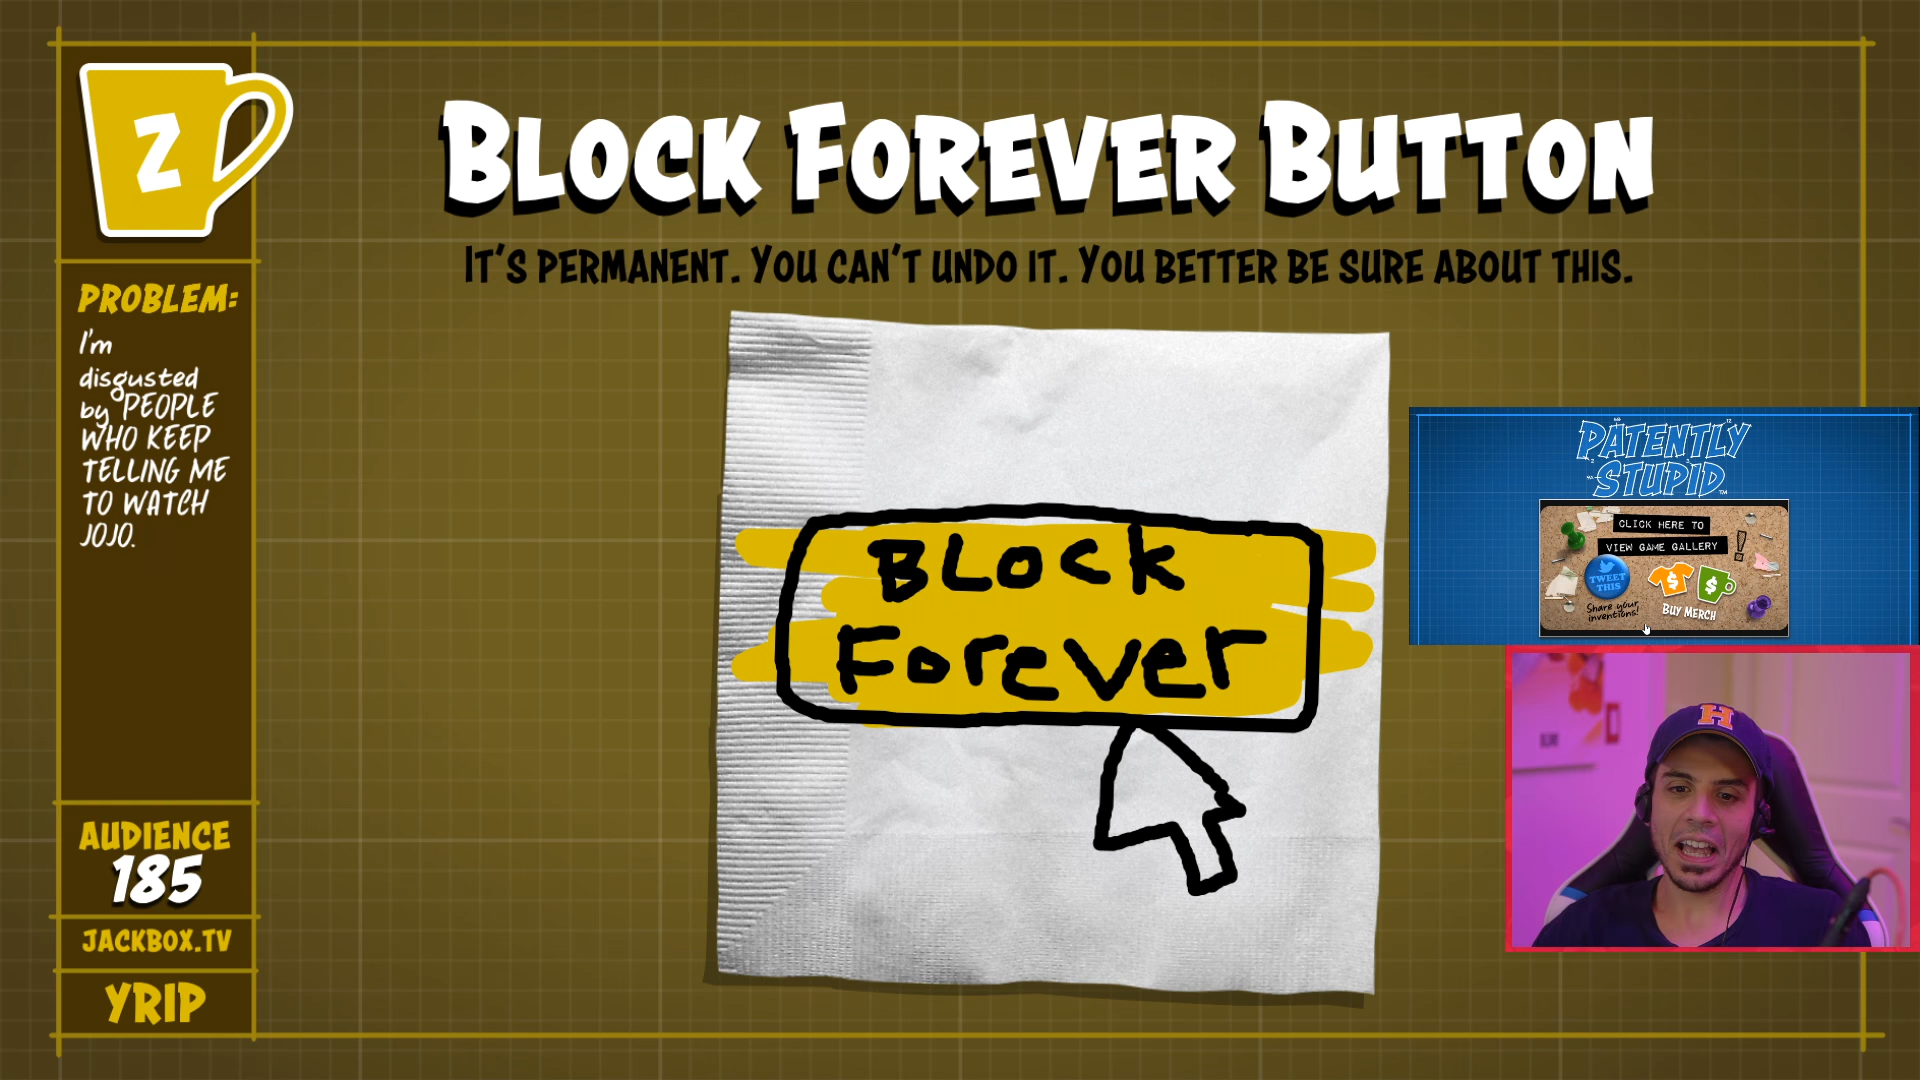 Z
BLOCK FOREVER BUTTON
IT'S PERMANENT. YOU CAN'T UNDO IT. YOU BETTER BE SURE ABOUT THIS.
PROBLEM:
I'm
disgusted
by PEOPLE
WHO KEEP
TELLING ME
TO WATCH
JOJO.
BLock
Forever
AUDIENCE
185
JACKBOX.TV
YRIP
PATENTLY
STUPID
CLICK HERE TO
VIEW GAME GALLERY
!
TWEET
THIS
Share your
inventions!
$
$
BUY MERCH
H